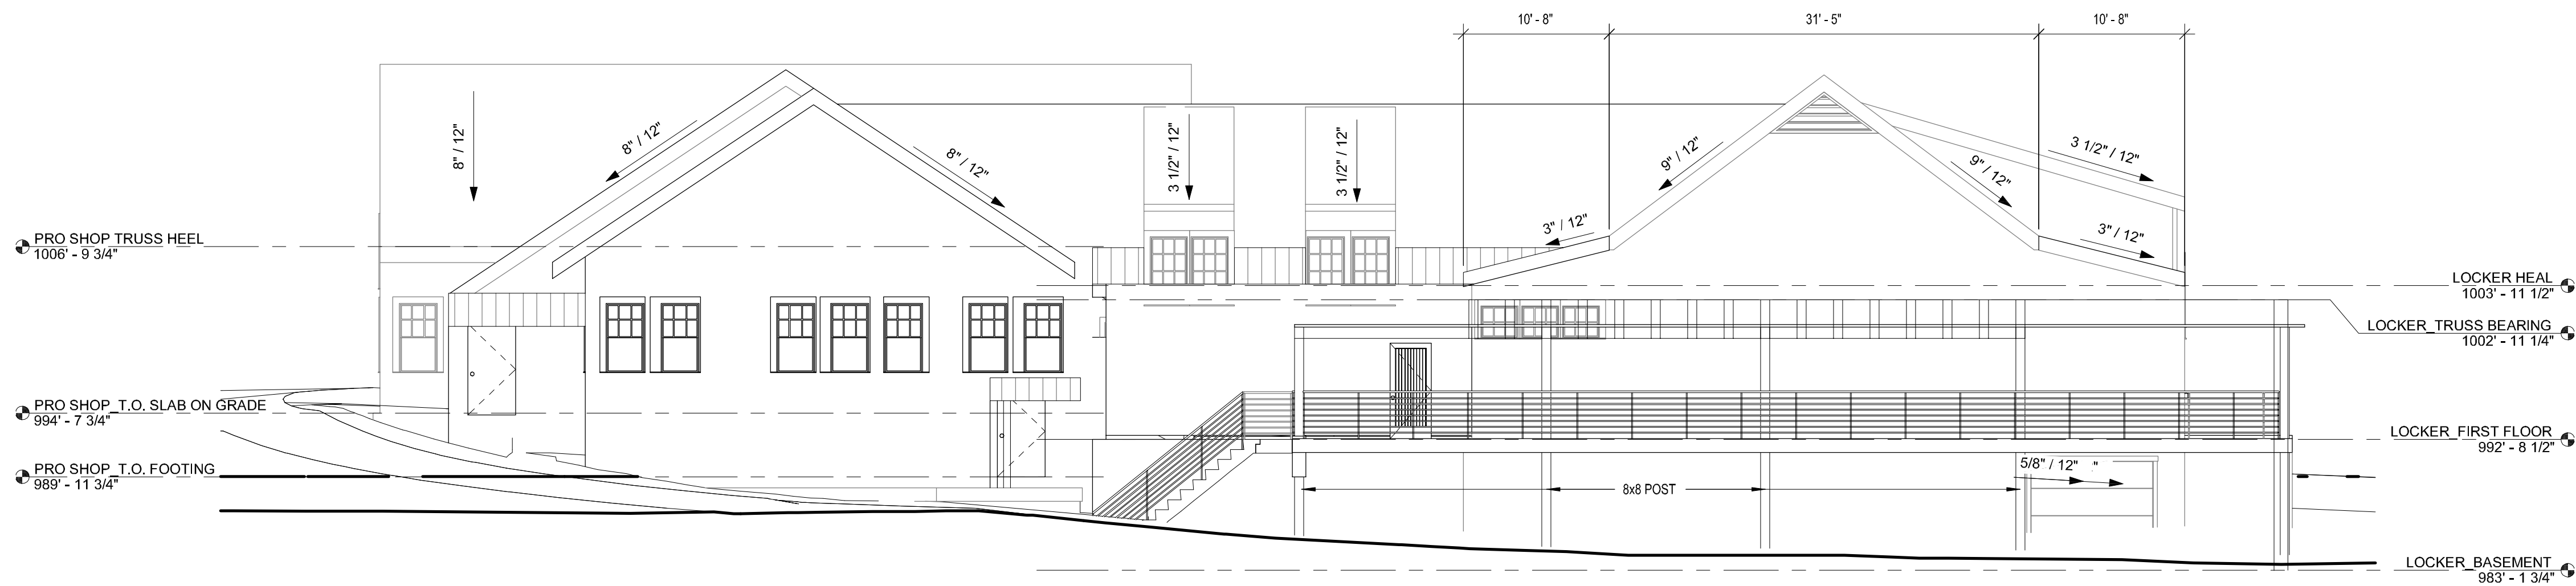 10' - 8"
31' - 5"
10' - 8"
8" / 12"
8" / 12"
8" / 12"
3 1/2" / 12"
3 1/2" / 12"
9" / 12"
9" / 12"
3 1/2" / 12"
3" / 12"
3" / 12"
PRO SHOP TRUSS HEEL
1006' - 9 3/4"
LOCKER HEAL
1003' - 11 1/2"
LOCKER_TRUSS BEARING
1002' - 11 1/4"
PRO SHOP_T.O. SLAB ON GRADE
994' - 7 3/4"
LOCKER_FIRST FLOOR
992' - 8 1/2"
PRO SHOP_T.O. FOOTING
989' - 11 3/4"
5/8" / 12" "
8x8 POST
LOCKER_BASEMENT
983' - 1 3/4"